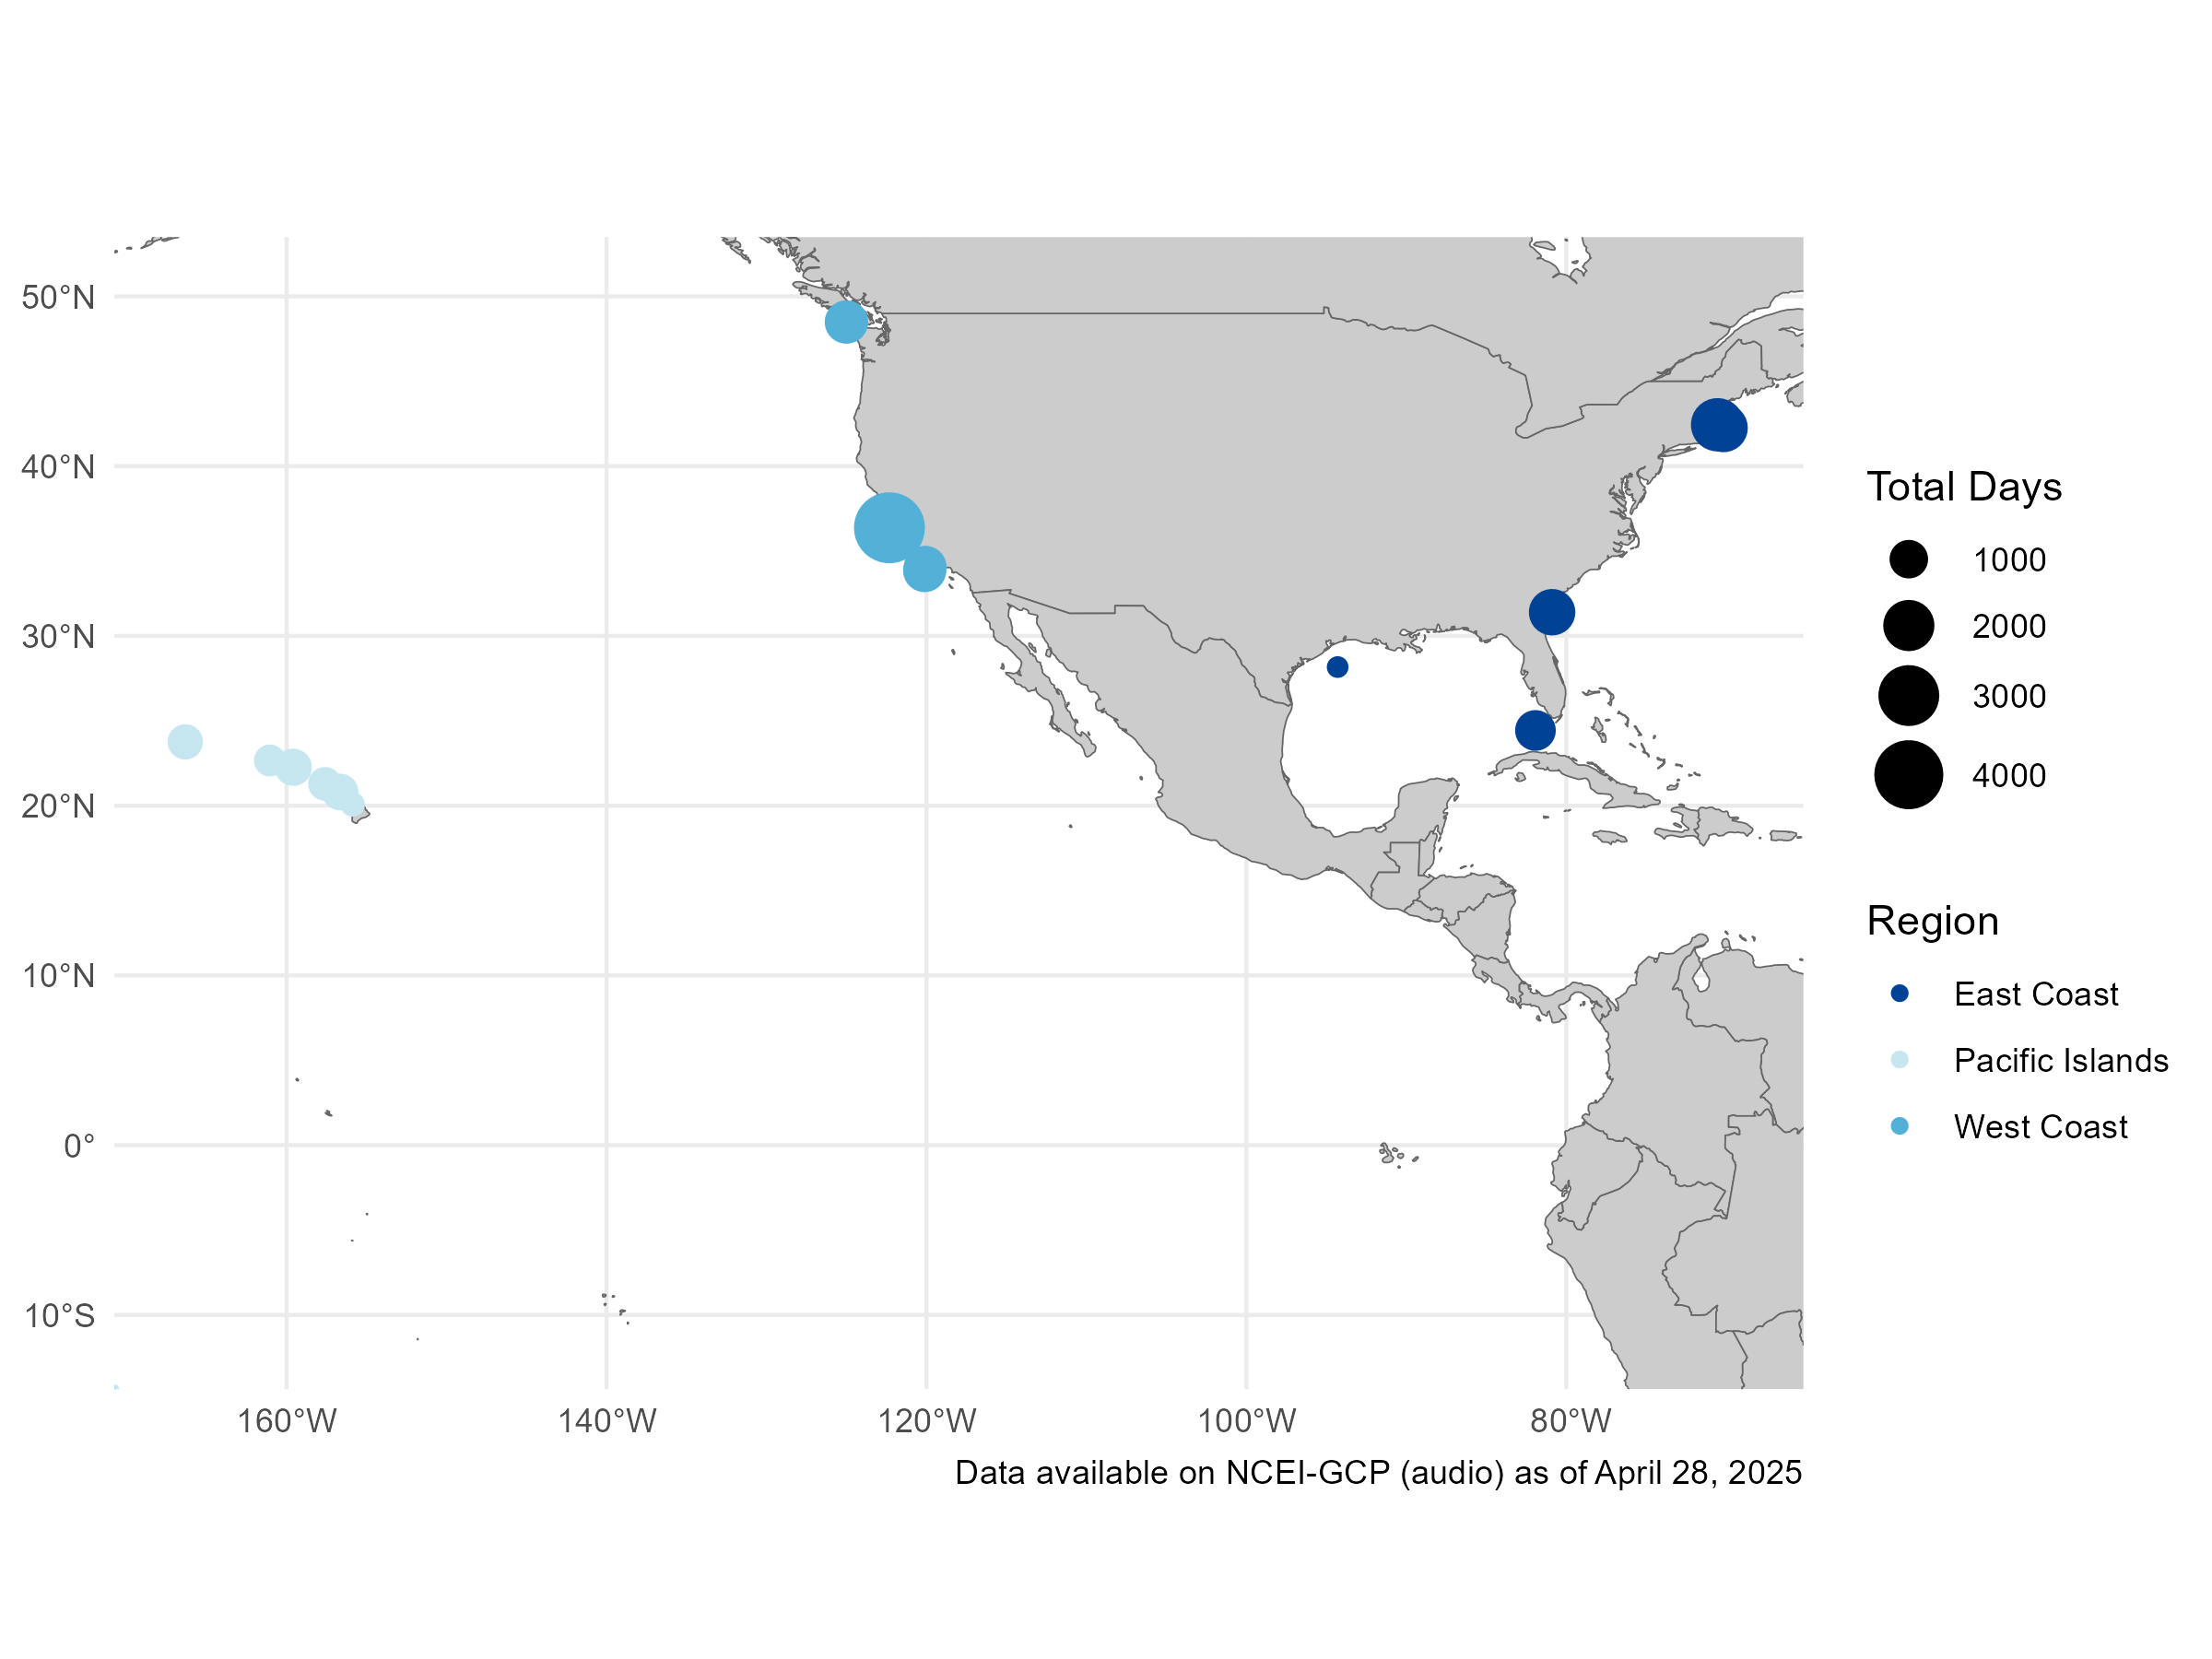 50°N
40°N
30°N
20°N
10°N
0°
10°S
160°W 140°W 120°W 100°W 80°W
Data available on NCEI-GCP (audio) as of April 28, 2025
Total Days
1000
2000
3000
4000
Region
East Coast
Pacific Islands
West Coast